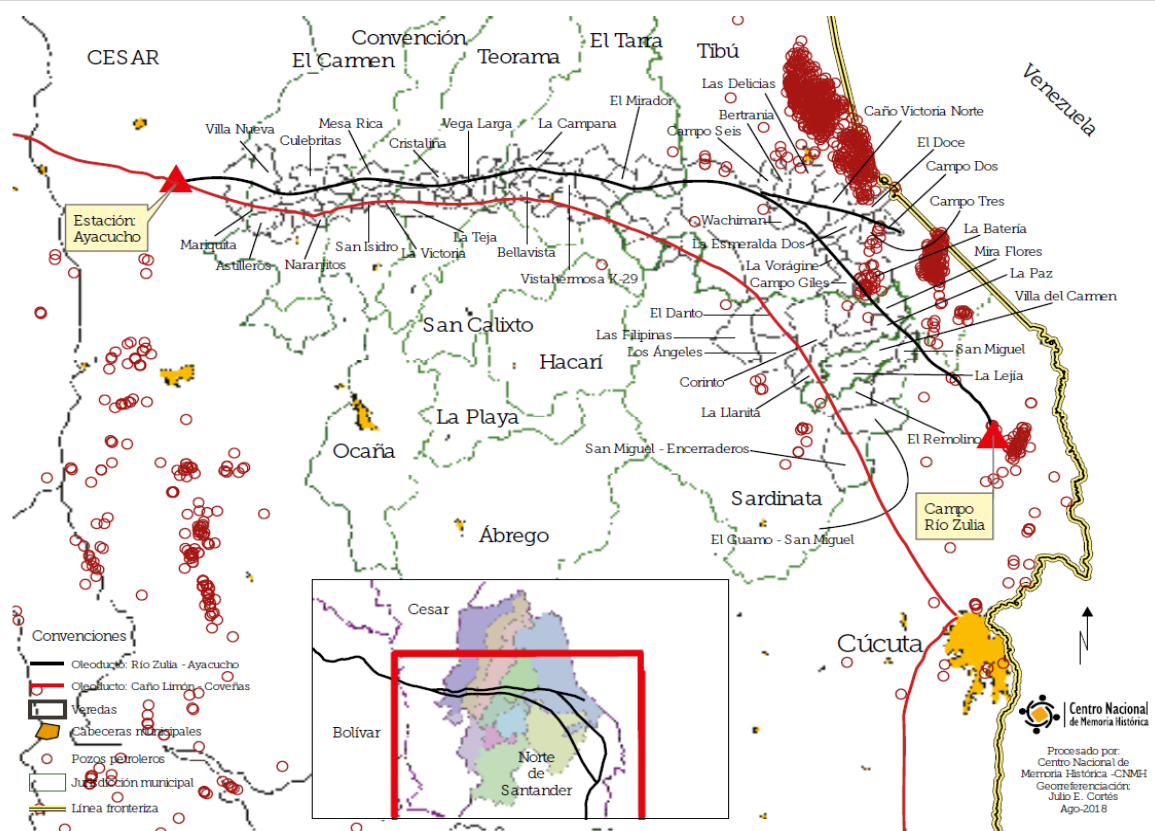 CESAR
El Carmen
Convención
Teorama
El Tarra
Tibú
Venezuela
Las Delicias
Bertrania
Campo Seis
Caño Victoria Norte
El Doce
Campo Dos
Campo Tres
La Batería
Mira Flores
La Paz
Villa del Carmen
Villa Nueva
Culebritas
Mesa Rica
Cristalina
Vega Larga
La Campana
El Mirador
Estación:
Ayacucho
Mariquita
Astilleros
Naranjitos
San Isidro
La Victoria
La Teja
Bellavista
Vistahermosa K-29
Wachiman
La Esmeralda Dos
La Vorágine
Campo Giles
El Danto
Las Filipinas
Los Ángeles
Corinto
La Llanita
San Miguel
La Lejía
El Remolino
San Miguel - Encerraderos
El Guamo - San Miguel
San Calixto
Hacarí
La Playa
Ocaña
Ábrego
Sardinata
Campo
Río Zulia
Cúcuta
Convenciones
Oleoducto: Río Zulia - Ayacucho
Oleoducto: Caño Limón - Coveñas
Veredas
Cabeceras municipales
Pozos petroleros
Jurisdicción municipal
Línea fronteriza
Cesar
Bolívar
Norte
de
Santander
N
Centro Nacional
de Memoria Histórica
Procesado por:
Centro Nacional de
Memoria Histórica -CNMH
Georreferenciación:
Julio E. Cortés
Ago-2018